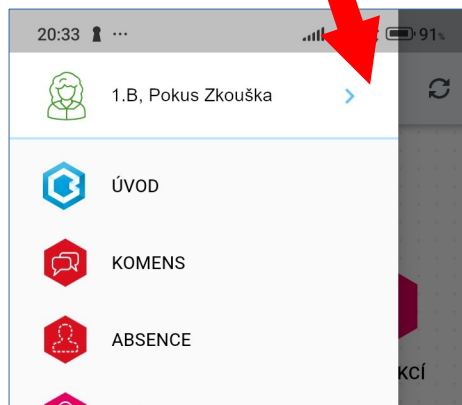 20:33 ... 91%
1.B, Pokus Zkouška
ÚVOD
KOMENS
ABSENCE
KCÍ